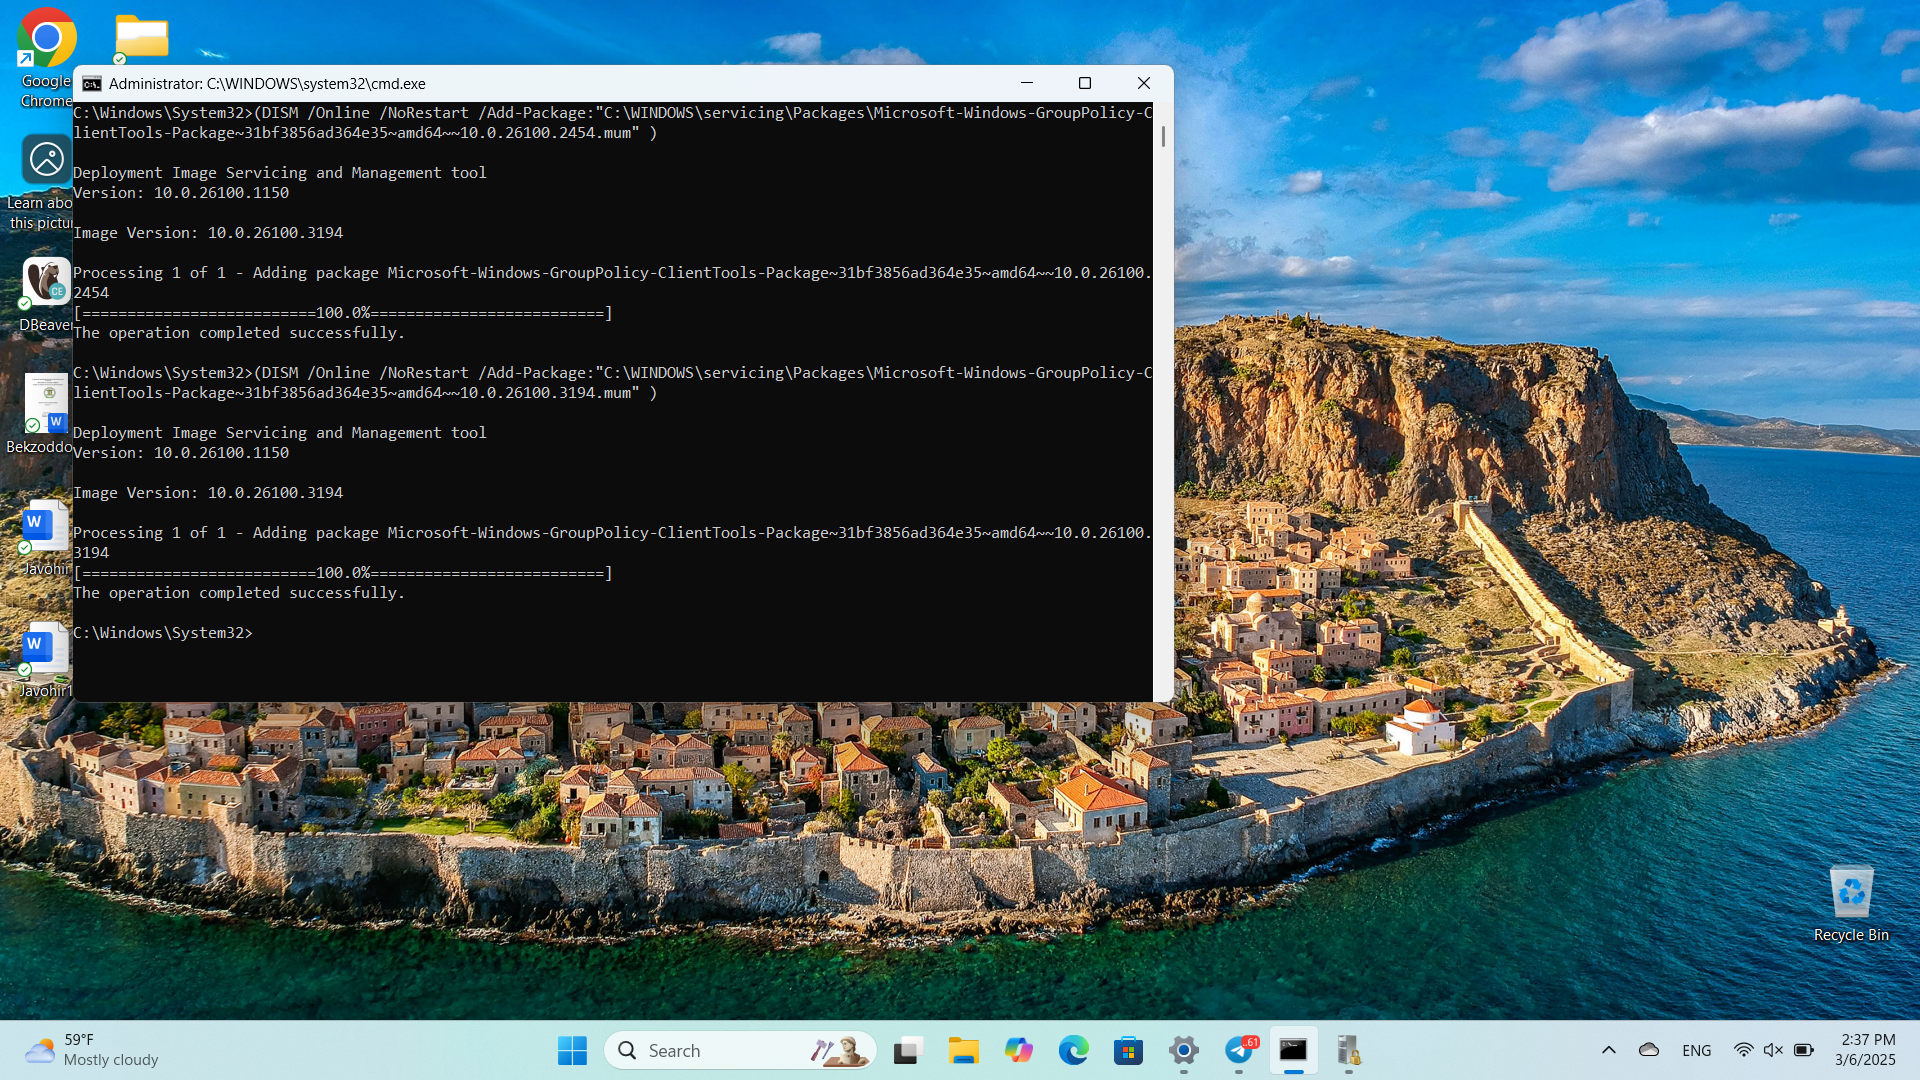 Google
Chrome
Learn abo
this pictur
DBeaver
Bekzoddo
Javohir
Javohir1
Administrator: C:\WINDOWS\system32\cmd.exe
C:\Windows\System32>(DISM /Online /NoRestart /Add-Package:"C:\WINDOWS\servicing\Packages\Microsoft-Windows-GroupPolicy-C
lientTools-Package~31bf3856ad364e35~amd64~~10.0.26100.2454.mum" )
Deployment Image Servicing and Management tool
Version: 10.0.26100.1150
Image Version: 10.0.26100.3194
Processing 1 of 1 - Adding package Microsoft-Windows-GroupPolicy-ClientTools-Package~31bf3856ad364e35~amd64~~10.0.26100.
2454
[==========================100.0%==========================]
The operation completed successfully.
C:\Windows\System32>(DISM /Online /NoRestart /Add-Package:"C:\WINDOWS\servicing\Packages\Microsoft-Windows-GroupPolicy-C
lientTools-Package~31bf3856ad364e35~amd64~~10.0.26100.3194.mum" )
Deployment Image Servicing and Management tool
Version: 10.0.26100.1150
Image Version: 10.0.26100.3194
Processing 1 of 1 - Adding package Microsoft-Windows-GroupPolicy-ClientTools-Package~31bf3856ad364e35~amd64~~10.0.26100.
3194
[==========================100.0%==========================]
The operation completed successfully.
C:\Windows\System32>
Recycle Bin
59°F
Mostly cloudy
Search
..61
ENG
2:37 PM
3/6/2025